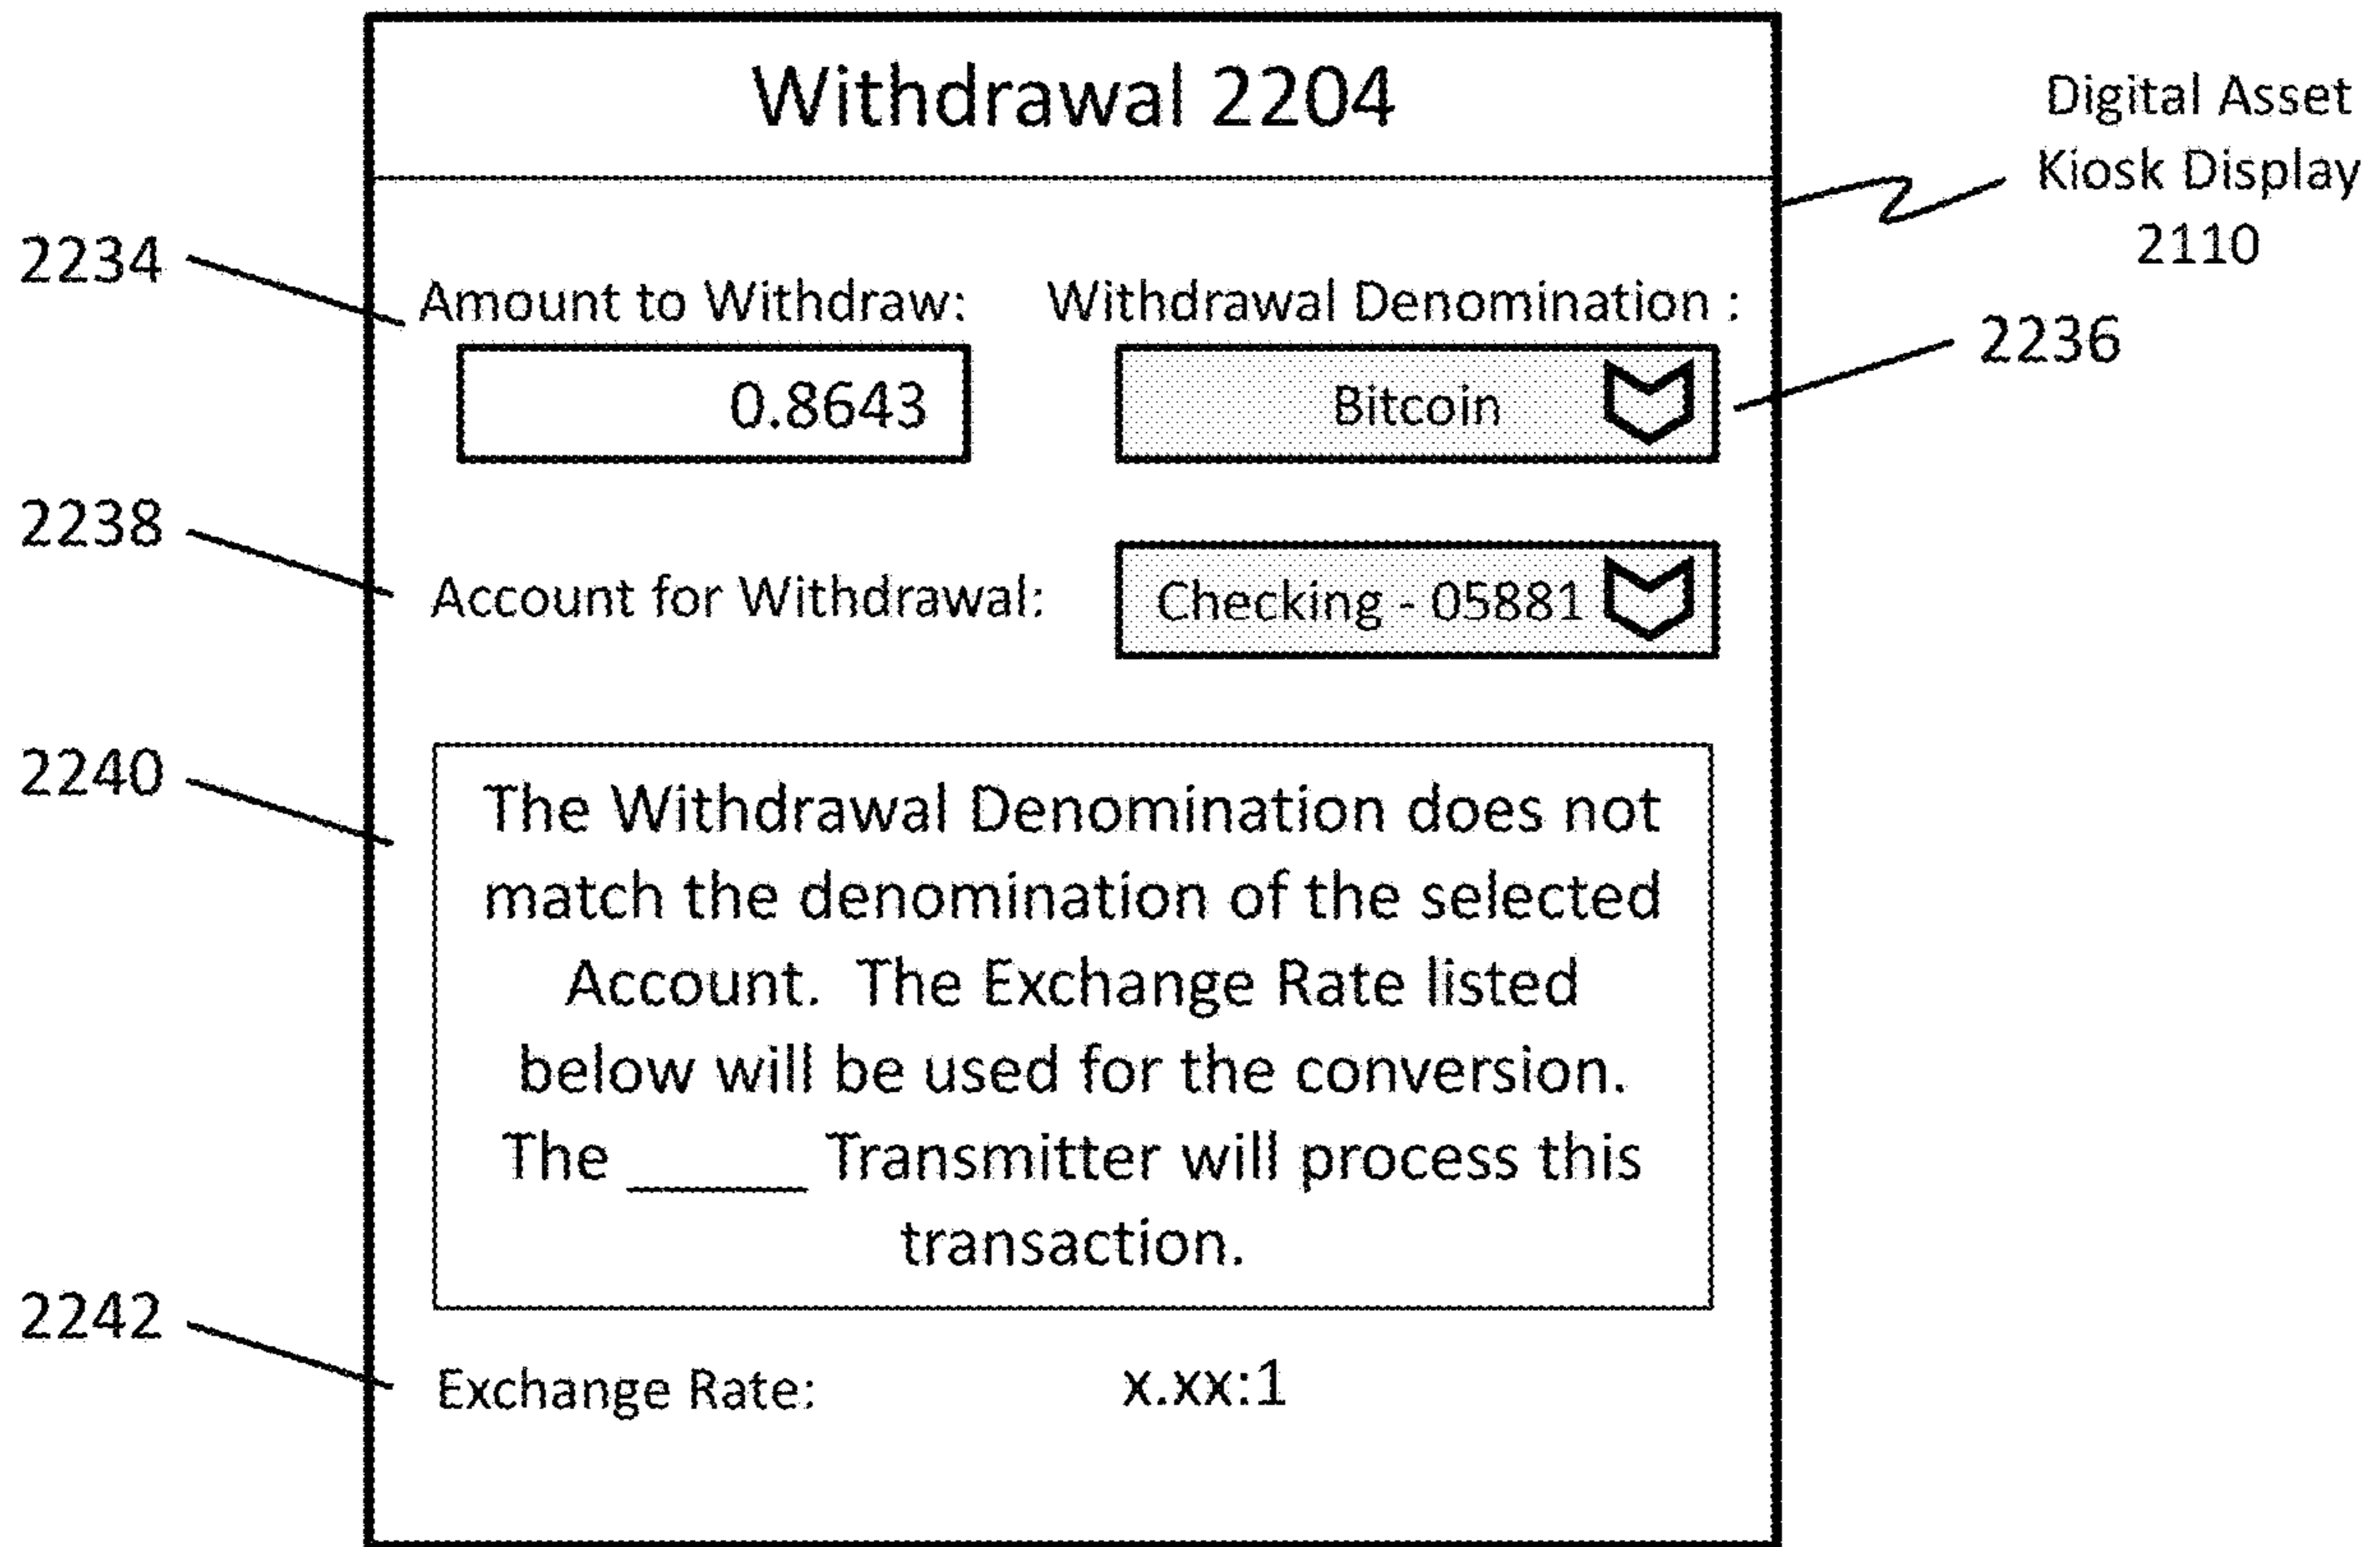 Withdrawal 2204
Digital Asset
Kiosk Display
2110
2234
Amount to Withdraw:
Withdrawal Denomination :
0.8643
Bitcoin
2236
2238
Account for Withdrawal:
Checking - 05881
2240
The Withdrawal Denomination does not
match the denomination of the selected
Account. The Exchange Rate listed
below will be used for the conversion.
The ______ Transmitter will process this
transaction.
2242
Exchange Rate:
x.xx:1